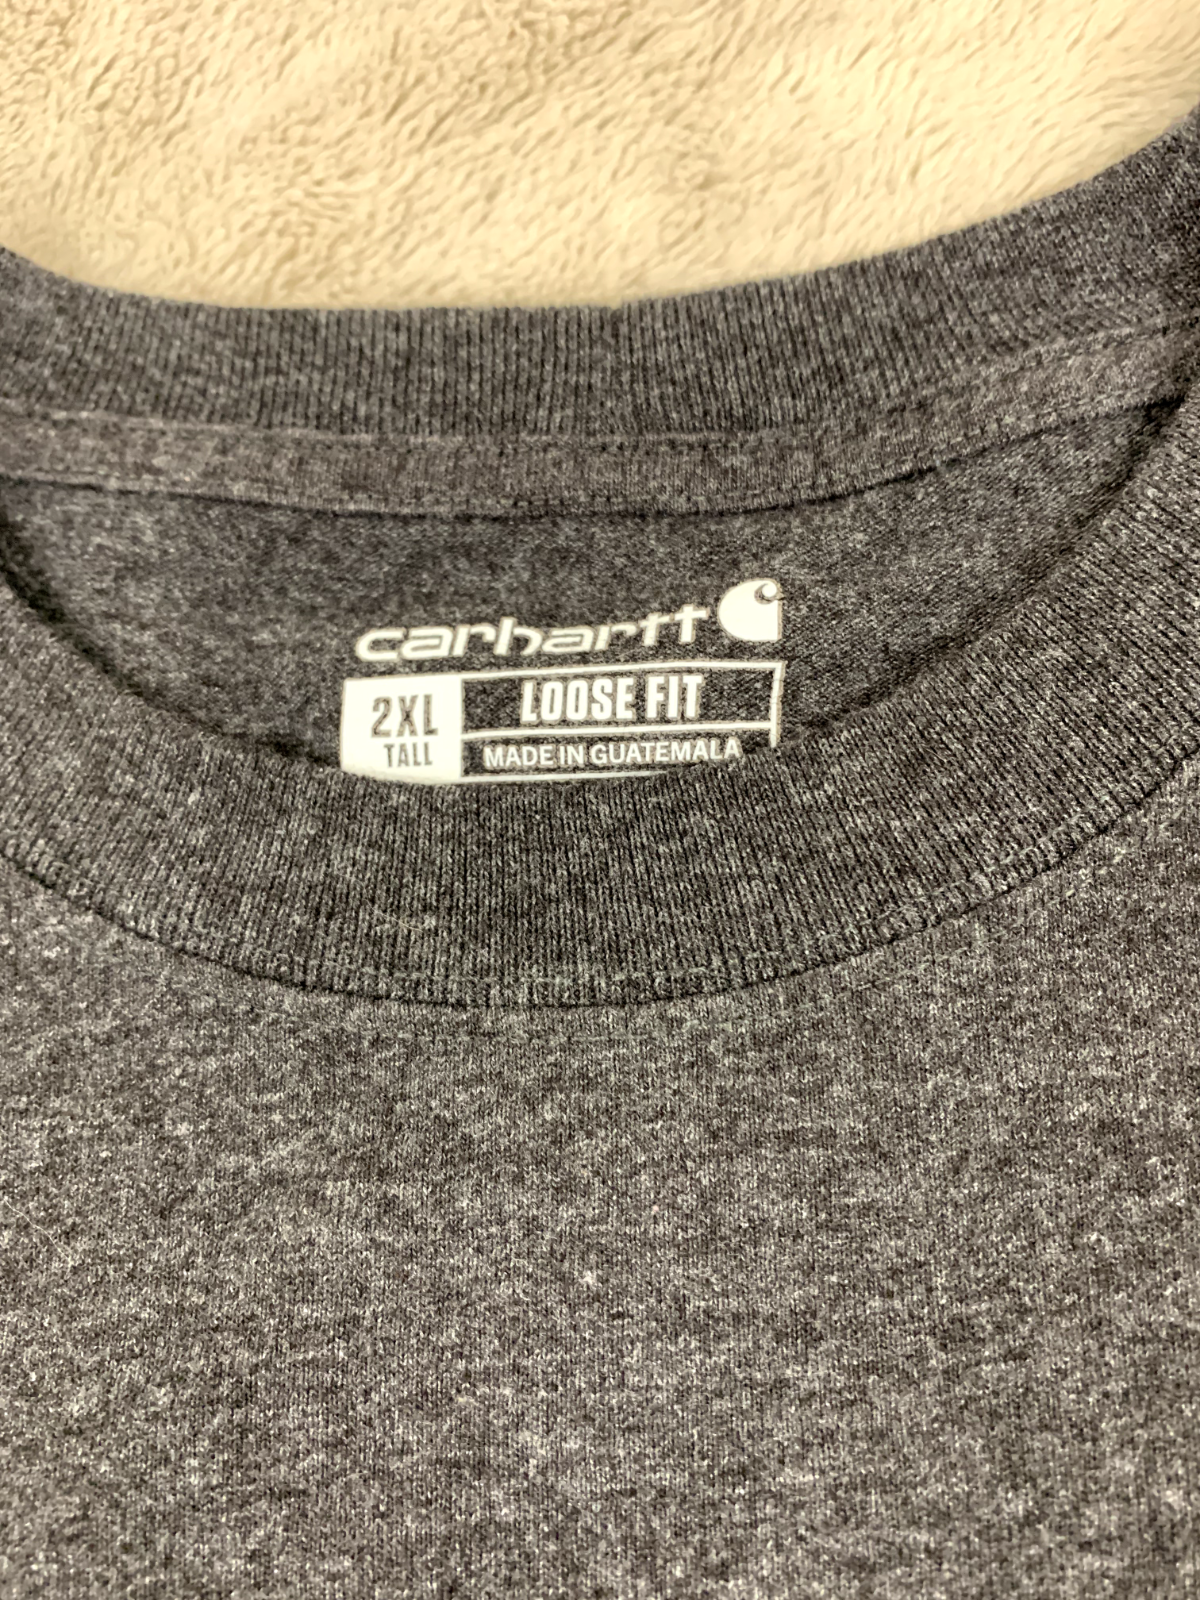 carhartt
2XL
TALL
LOOSE FIT
MADE IN GUATEMALA